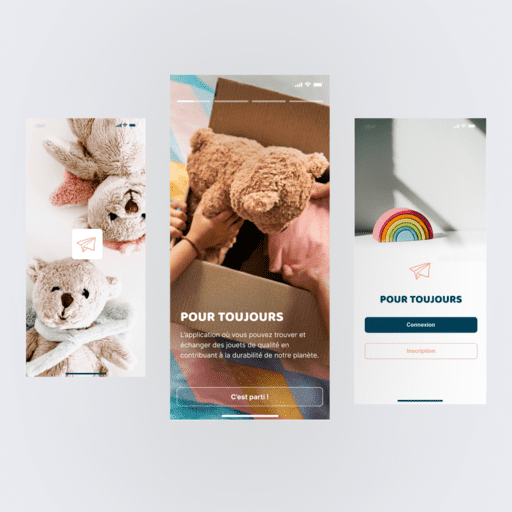 POUR TOUJOURS
L'application où vous pouvez trouver et
échanger des jouets de qualité en
contribuant à la durabilité de notre planète.
C'est parti !
POUR TOUJOURS
Connexion
Inscription